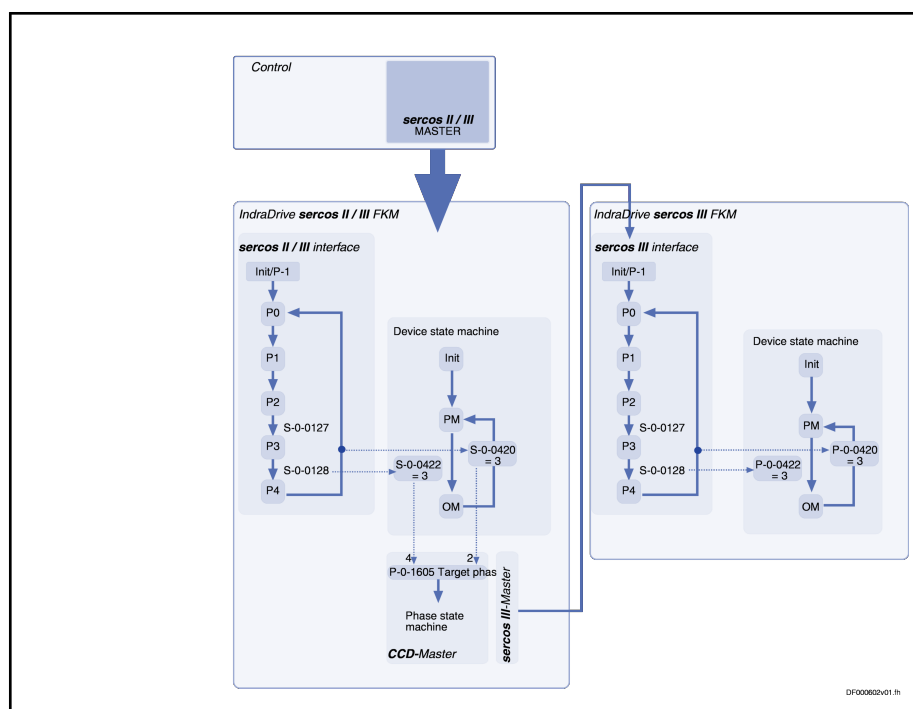 Control
sercos II / III
MASTER
IndraDrive sercos II / III FKM
sercos II / III interface
Init/P-1
P0
P1
P2
S-0-0127
P3
S-0-0128
P4
Device state machine
Init
PM
S-0-0420
= 3
S-0-0422
= 3
OM
4
2
P-0-1605 Target phas
Phase state
machine
CCD-Master
sercos III-Master
IndraDrive sercos III FKM
sercos III interface
Init/P-1
P0
P1
P2
S-0-0127
P3
S-0-0128
P4
Device state machine
Init
PM
P-0-0420
= 3
P-0-0422
= 3
OM
DF000602v01.fh